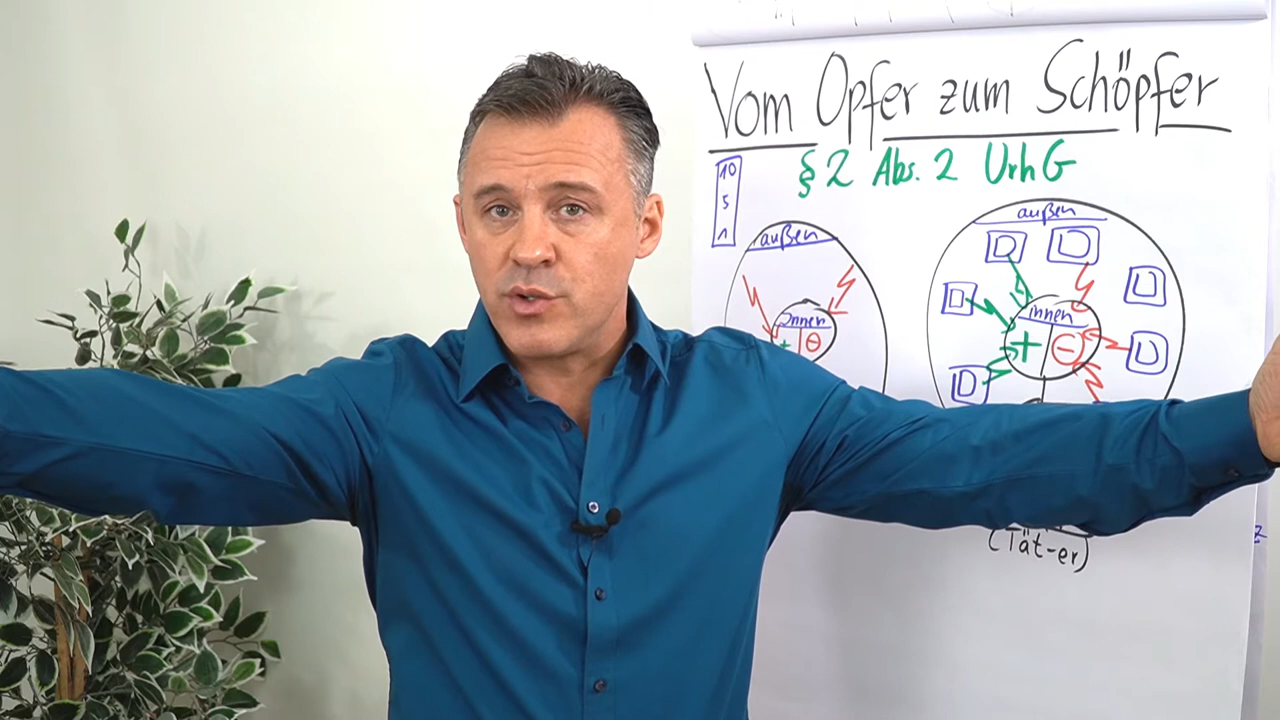 Vom Opfer zum Schöpfer
§ 2 Abs. 2 UrhG
10
5
1
außen
Innen
+ ⊖
außen
innen
+ ⊖
(Tät-er)